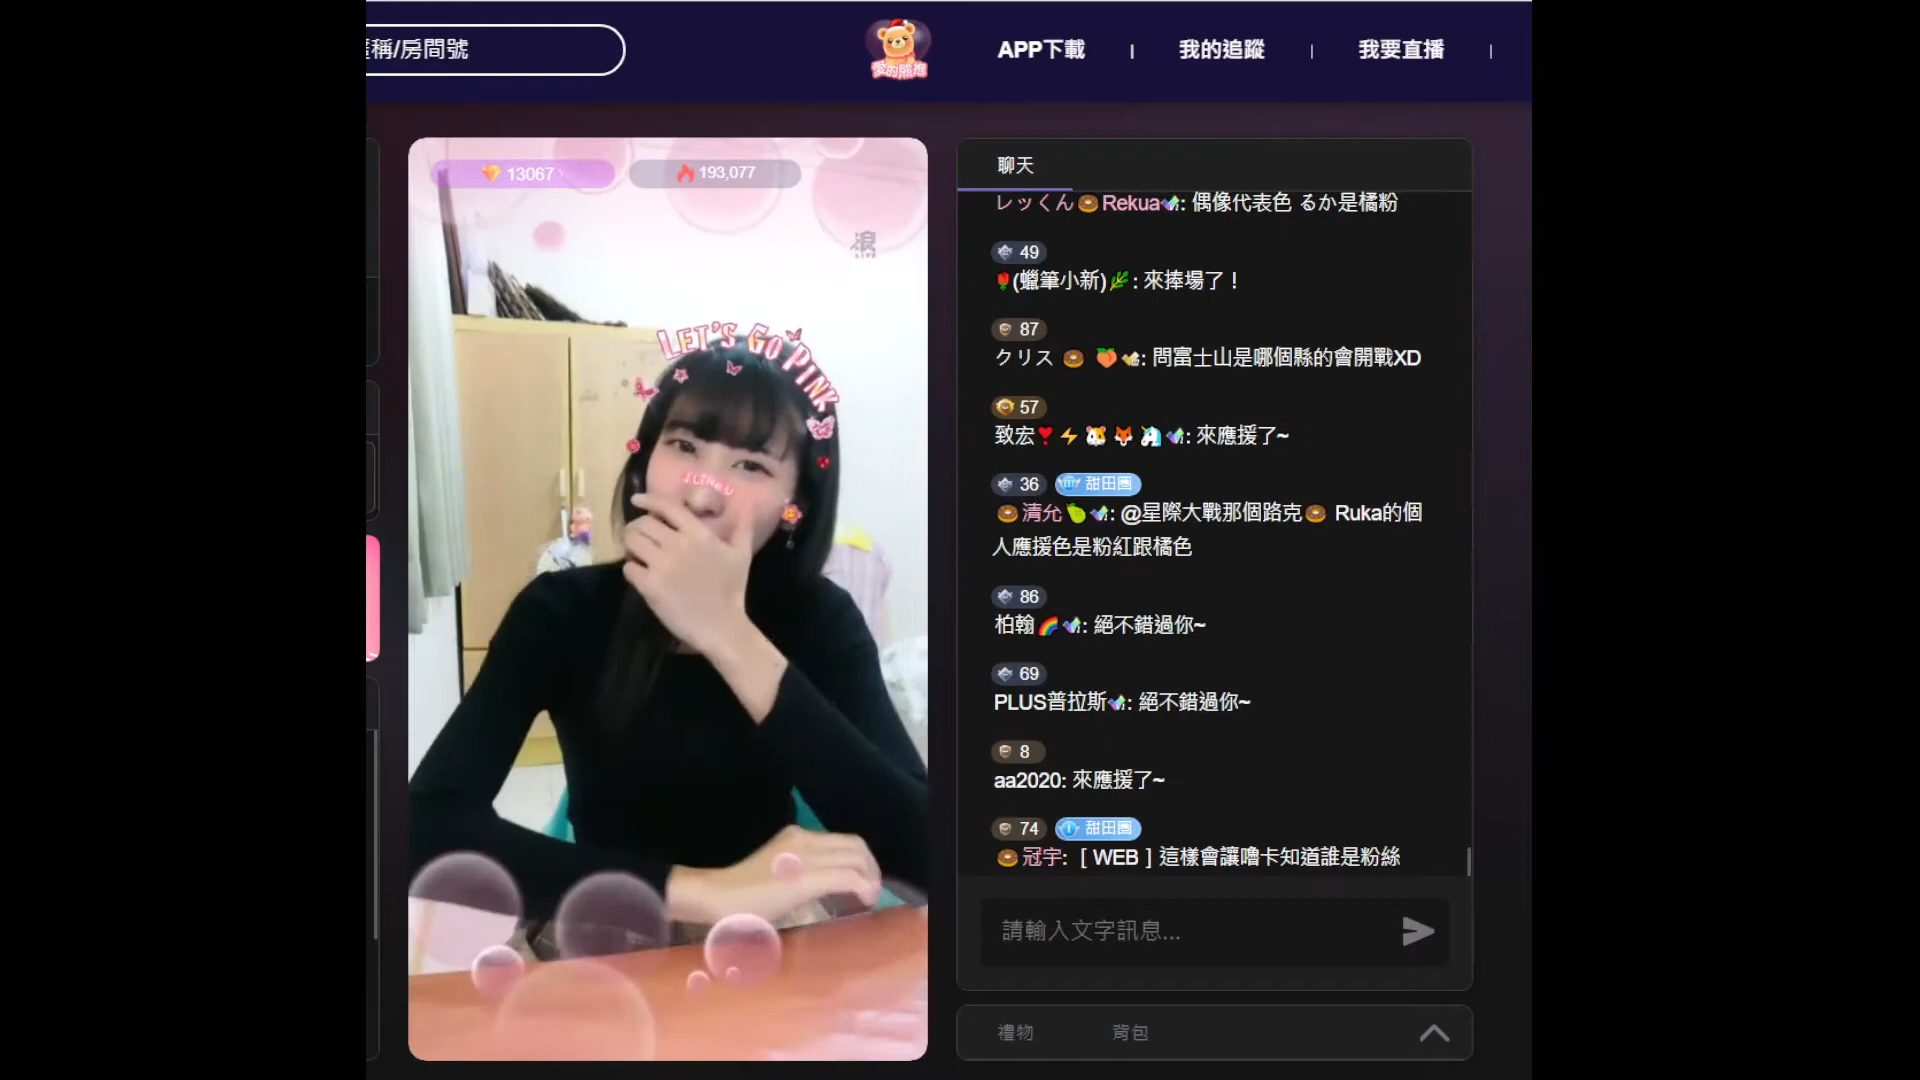 稱/房間號
愛的熊抱
APP下載
我的追蹤
我要直播
13067
193,077
浪
LIVE
LET'S GO PINK
聊天
レッくん🍩Rekua: 偶像代表色 るか是橘粉
49
🌹(蠟筆小新)🌿: 來捧場了！
87
クリス 🍩 🍑: 問富士山是哪個縣的會開戰XD
57
致宏❣⚡🐹🦊🦄: 來應援了~
36 甜田圈
🍩清允🍐: @星際大戰那個路克🍩 Ruka的個
人應援色是粉紅跟橘色
86
柏翰🌈: 絕不錯過你~
69
PLUS普拉斯: 絕不錯過你~
8
aa2020: 來應援了~
74 甜田圈
🍩冠宇: [ WEB ] 這樣會讓嚕卡知道誰是粉絲
請輸入文字訊息...
禮物
背包